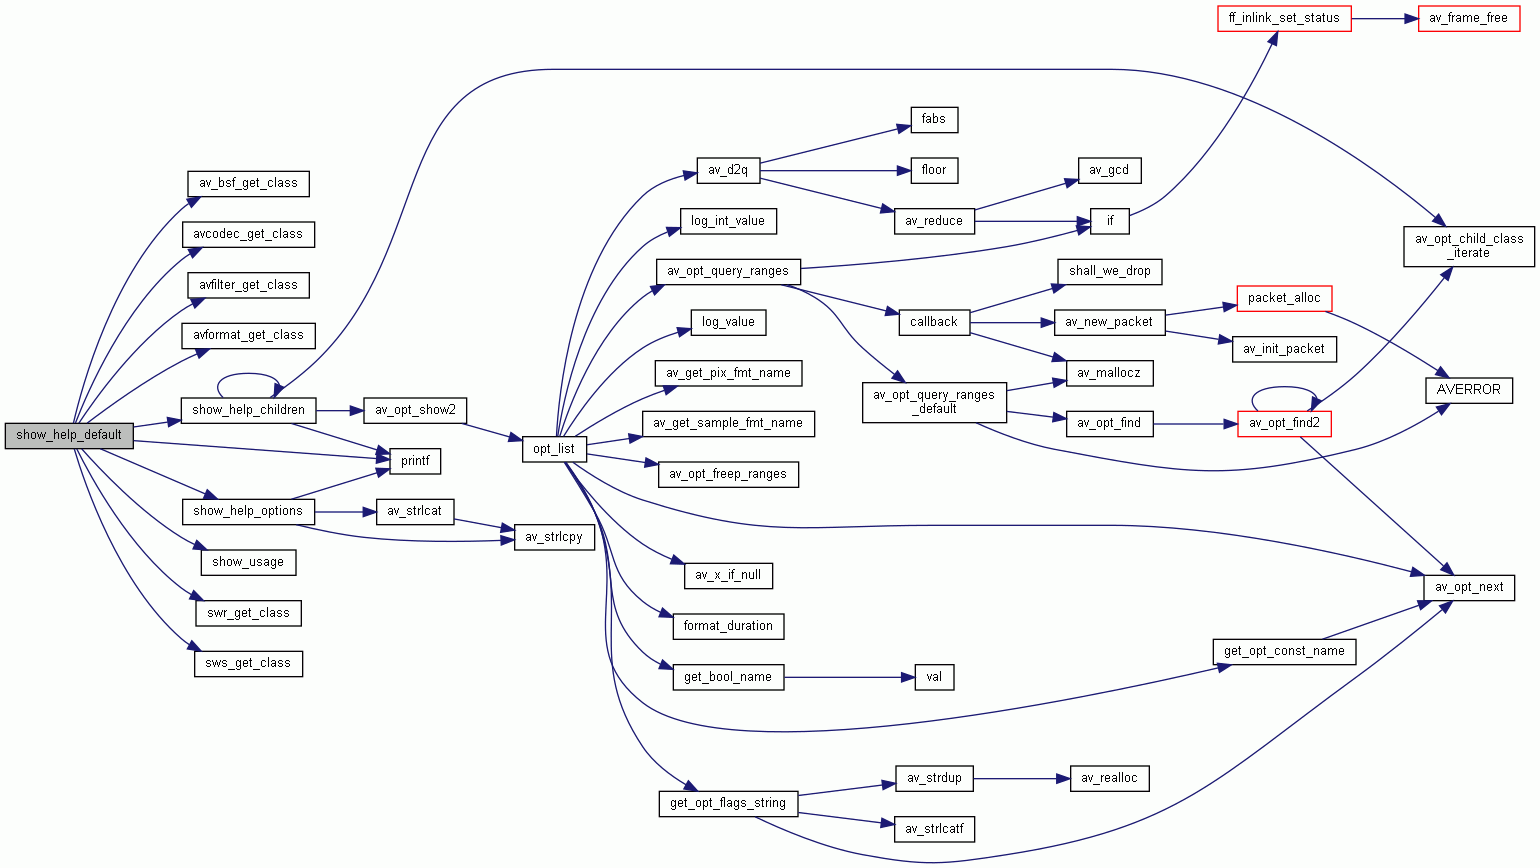 ff_inlink_set_status
av_frame_free
fabs
av_d2q
floor
av_gcd
av_bsf_get_class
log_int_value
av_reduce
if
avcodec_get_class
av_opt_child_class
_iterate
av_opt_query_ranges
shall_we_drop
avfilter_get_class
packet_alloc
log_value
callback
av_new_packet
avformat_get_class
av_init_packet
av_get_pix_fmt_name
av_mallocz
AVERROR
av_opt_query_ranges
_default
show_help_children
av_opt_show2
av_get_sample_fmt_name
av_opt_find
av_opt_find2
show_help_default
opt_list
printf
av_opt_freep_ranges
show_help_options
av_strlcat
av_strlcpy
show_usage
av_x_if_null
av_opt_next
swr_get_class
format_duration
get_opt_const_name
sws_get_class
get_bool_name
val
av_strdup
av_realloc
get_opt_flags_string
av_strlcatf